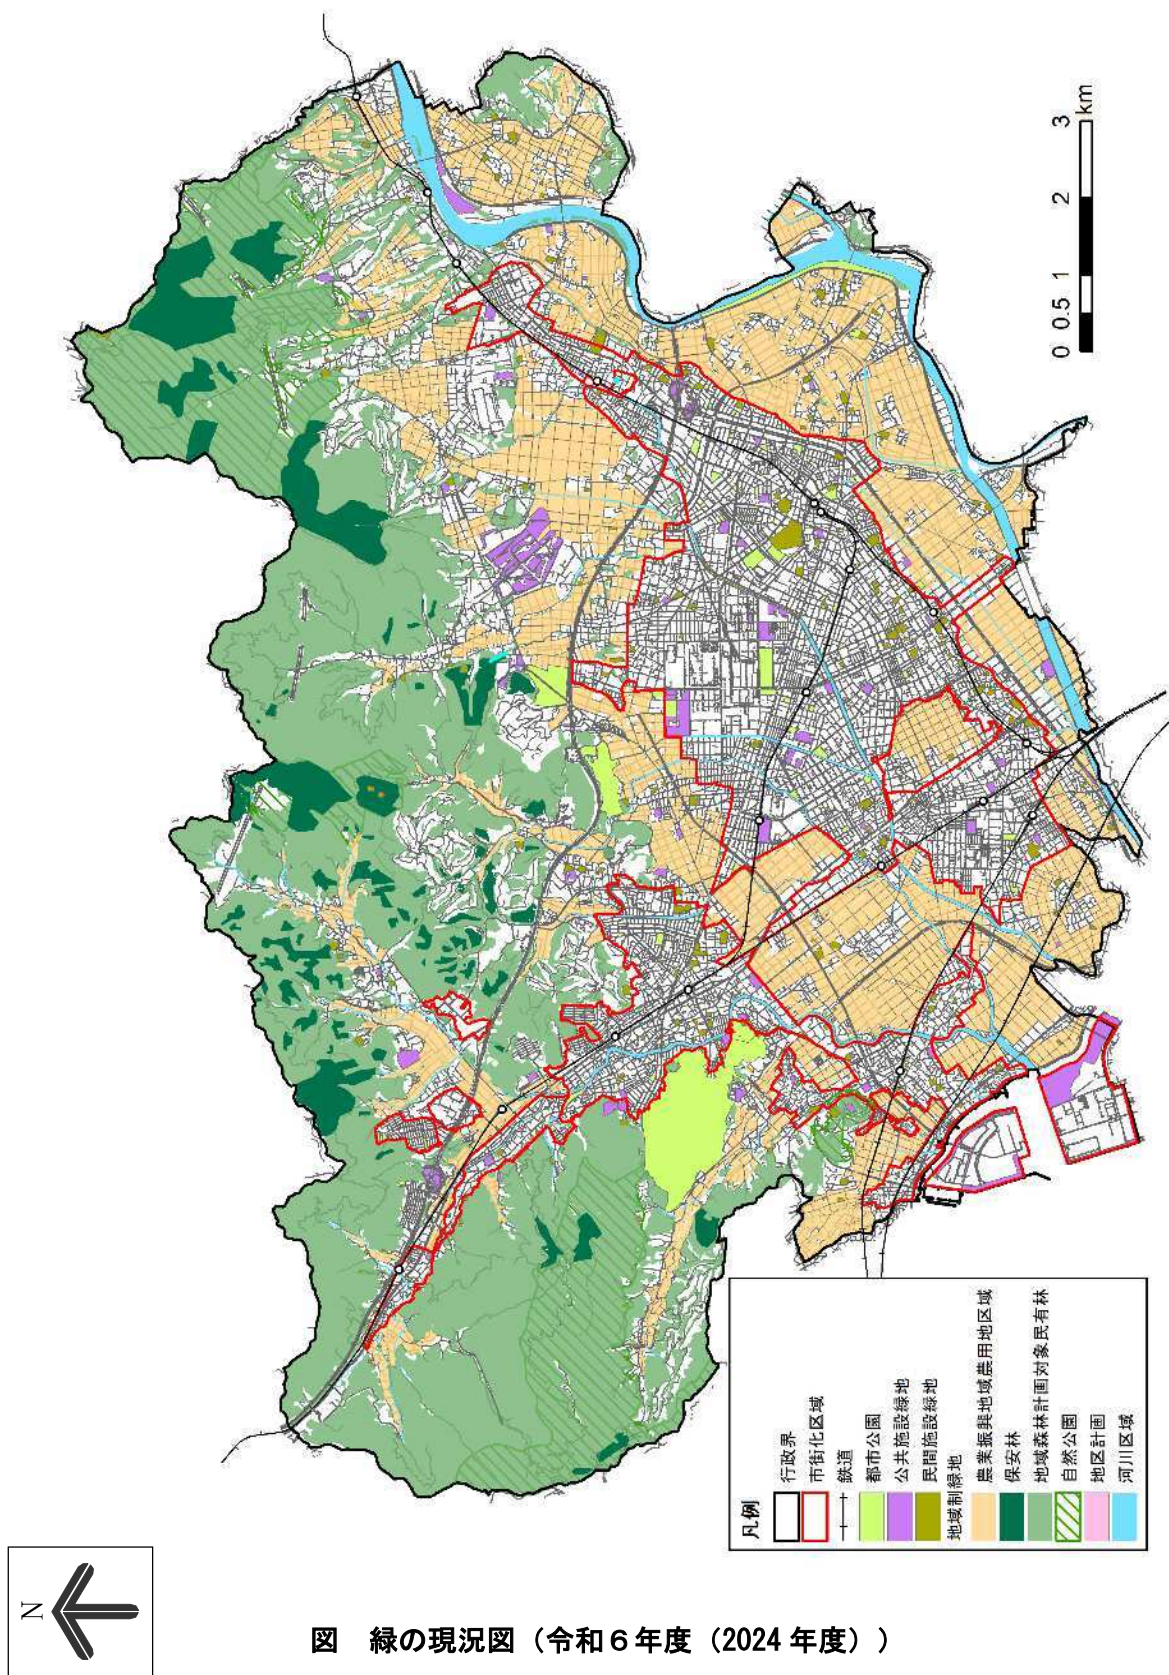 0 0.5 1 2 3
km
凡例
行政界
市街化区域
鉄道
都市公園
公共施設緑地
民間施設緑地
地域制緑地
農業振興地域農用地区域
保安林
地域森林計画対象民有林
自然公園
地区計画
河川区域
N
図 緑の現況図（令和６年度（2024 年度））